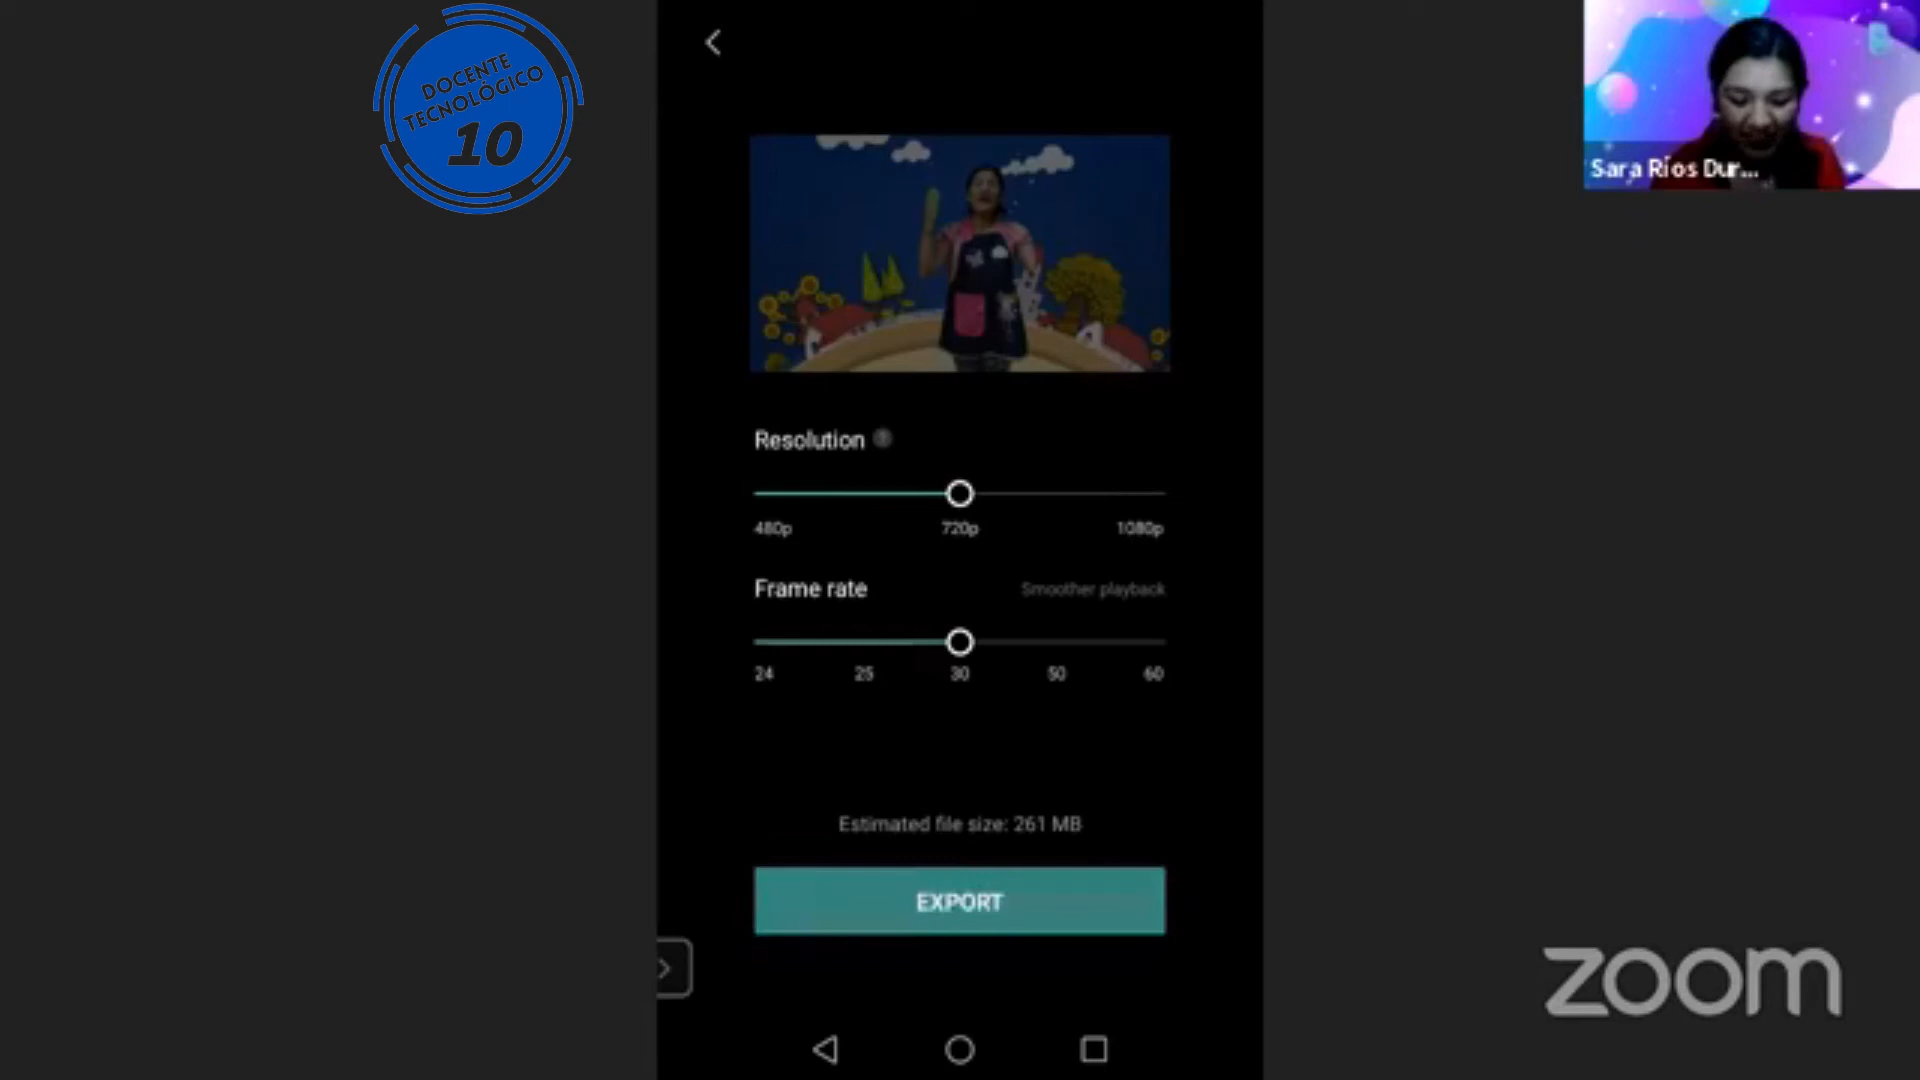 DOCENTE
TECNOLÓGICO
10
Sara Ríos Dur...
Resolution
480p 720p 1080p
Frame rate Smoother playback
24 25 30 50 60
Estimated file size: 261 MB
EXPORT
zoom